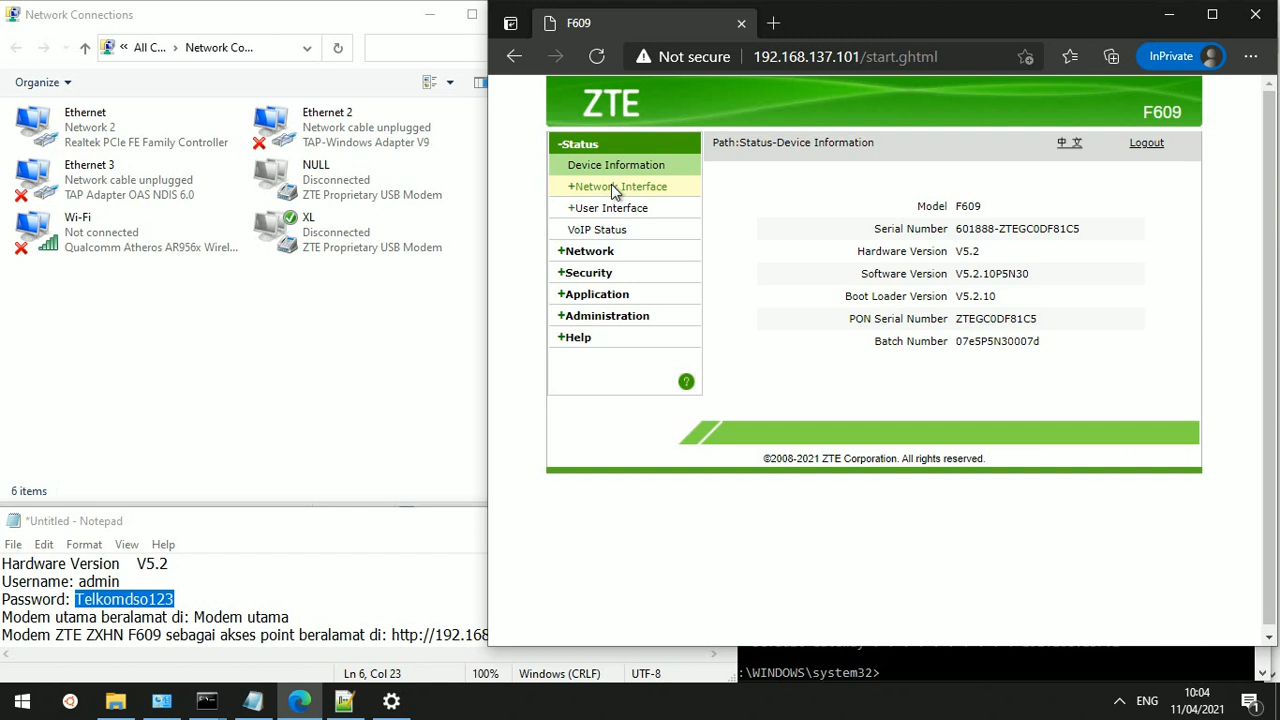 Network Connections
« All C... › Network Co...
Organize
Ethernet
Network 2
Realtek PCIe FE Family Controller
Ethernet 2
Network cable unplugged
TAP-Windows Adapter V9
Ethernet 3
Network cable unplugged
TAP Adapter OAS NDIS 6.0
NULL
Disconnected
ZTE Proprietary USB Modem
Wi-Fi
Not connected
Qualcomm Atheros AR956x Wirel...
XL
Disconnected
ZTE Proprietary USB Modem
6 items
*Untitled - Notepad
File Edit Format View Help
Hardware Version V5.2
Username: admin
Password: Telkomdso123
Modem utama beralamat di: Modem utama
Modem ZTE ZXHN F609 sebagai akses point beralamat di: http://192.168
Ln 6, Col 23 100% Windows (CRLF) UTF-8
F609
Not secure 192.168.137.101/start.ghtml InPrivate
ZTE
F609
-Status
Device Information
+Network Interface
+User Interface
VoIP Status
+Network
+Security
+Application
+Administration
+Help
?
Path:Status-Device Information 中 文 Logout
Model F609
Serial Number 601888-ZTEGC0DF81C5
Hardware Version V5.2
Software Version V5.2.10P5N30
Boot Loader Version V5.2.10
PON Serial Number ZTEGC0DF81C5
Batch Number 07e5P5N30007d
©2008-2021 ZTE Corporation. All rights reserved.
:\WINDOWS\system32>
ENG
10:04
11/04/2021
1